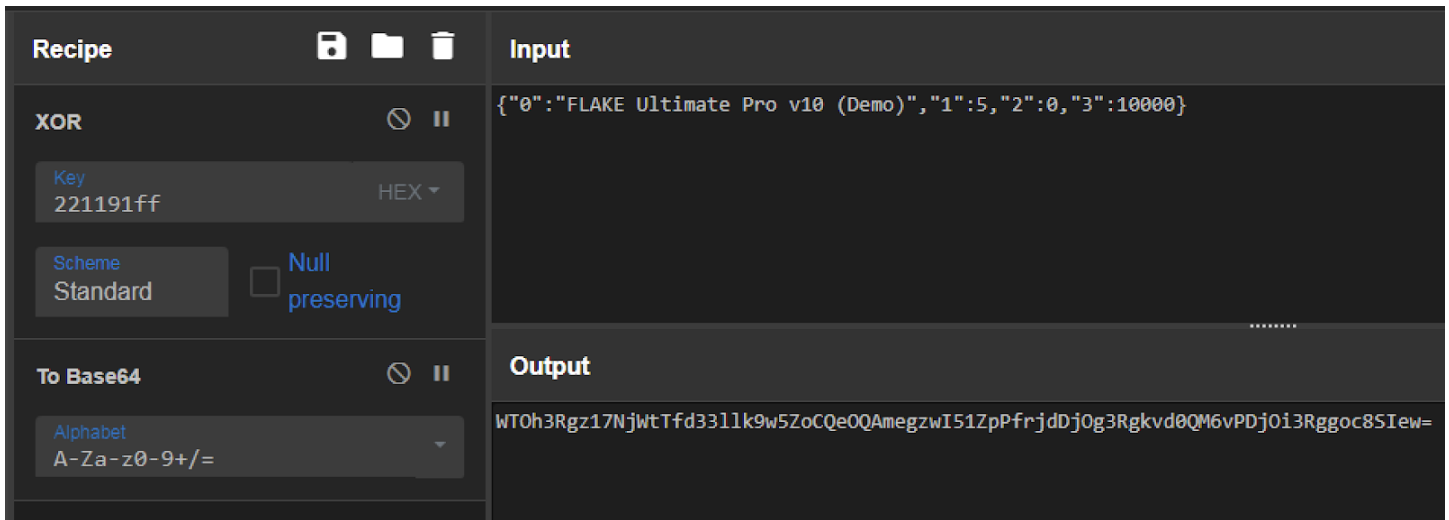 Recipe
XOR
Key
221191ff
HEX
Scheme
Standard
Null
preserving
To Base64
Alphabet
A-Za-z0-9+/=
Input
{"0":"FLAKE Ultimate Pro v10 (Demo)","1":5,"2":0,"3":10000}
Output
WTOh3Rgz17NjWtTfd33llk9w5ZoCQeOQAmegzwI51ZpPfrjdDjOg3Rgkvd0QM6vPDjOi3Rggoc8SIew=